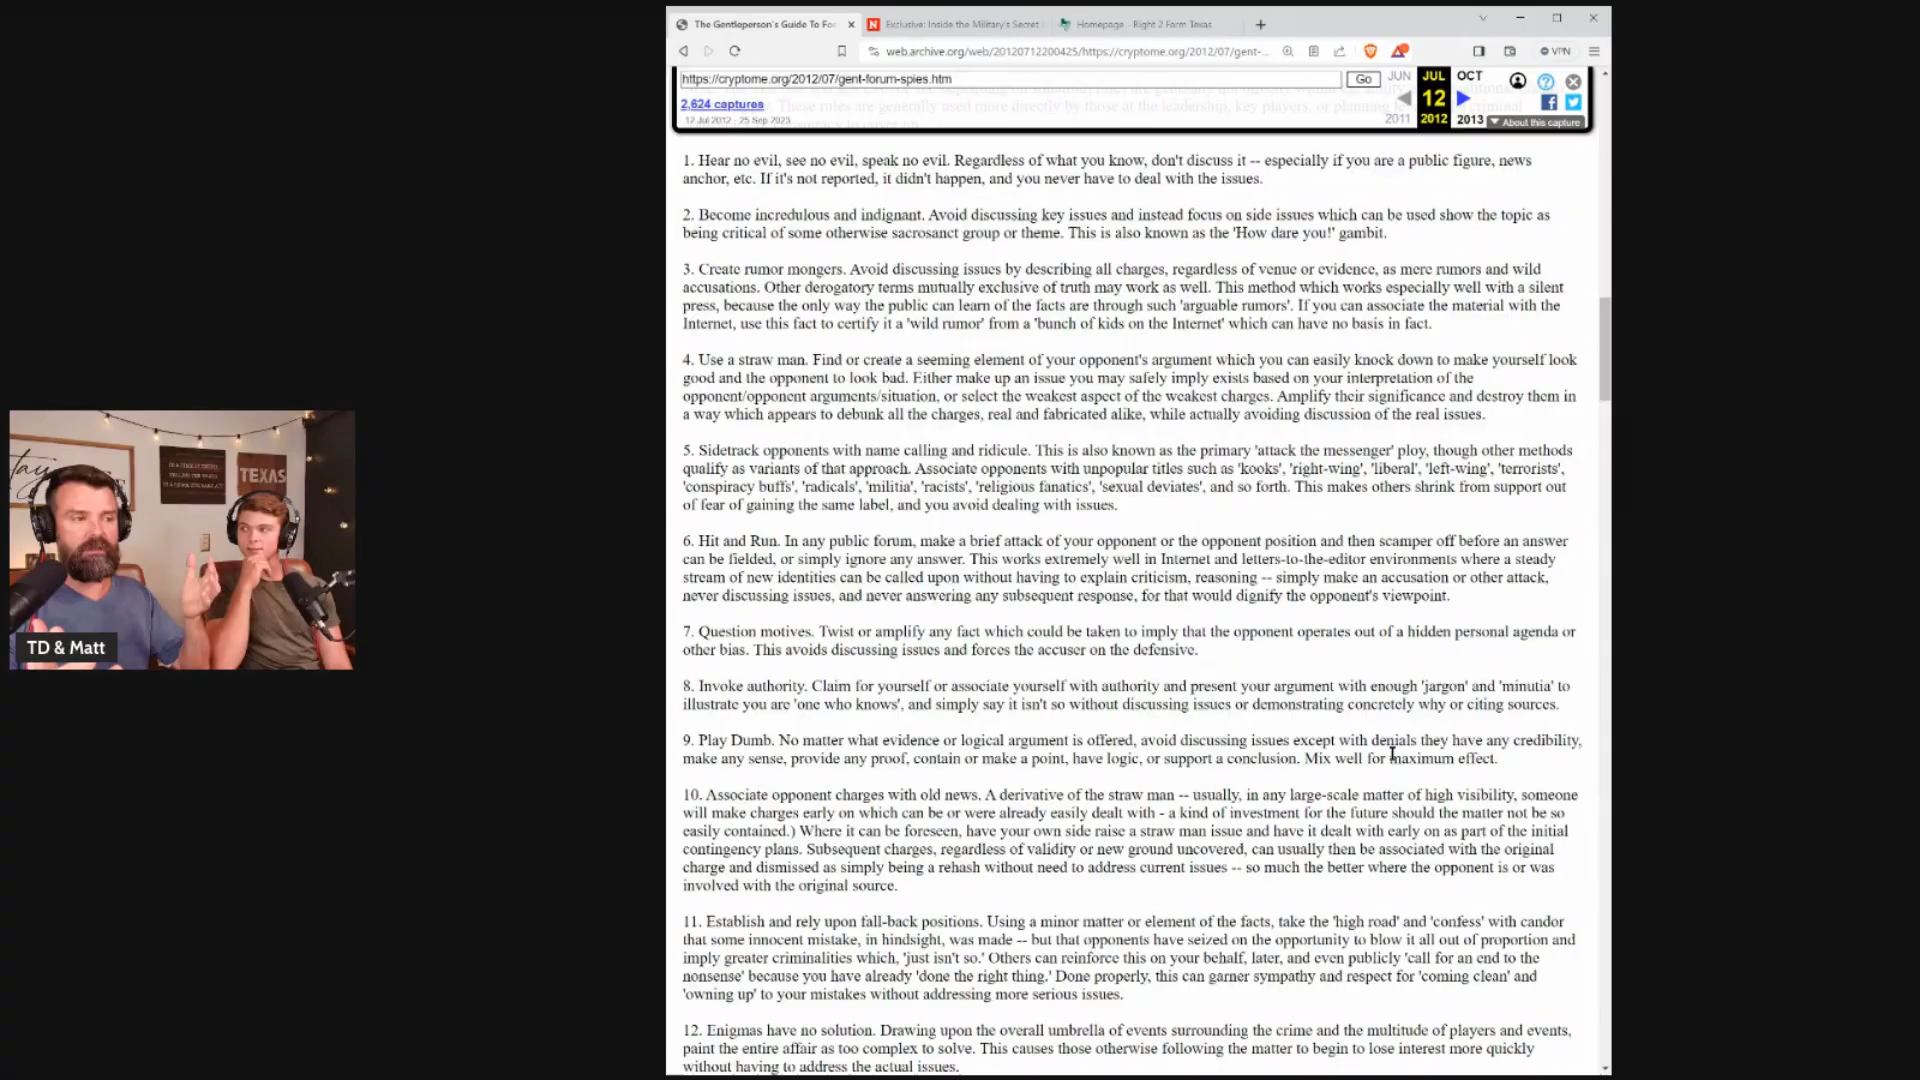 The Gentleperson's Guide To For
Exclusive: Inside the Military's Secret
Homepage - Right 2 Farm Texas
web.archive.org/web/20120712200425/https://cryptome.org/2012/07/gent-...
VPN
https://cryptome.org/2012/07/gent-forum-spies.htm
Go
JUN
JUL
OCT
2,624 captures
12
12 Jul 2012 - 25 Sep 2023
2011
2012
2013
About this capture
These rules are generally used more directly by those at the leadership, key players, or planning
1. Hear no evil, see no evil, speak no evil. Regardless of what you know, don't discuss it -- especially if you are a public figure, news
anchor, etc. If it's not reported, it didn't happen, and you never have to deal with the issues.
2. Become incredulous and indignant. Avoid discussing key issues and instead focus on side issues which can be used show the topic as
being critical of some otherwise sacrosanct group or theme. This is also known as the 'How dare you!' gambit.
3. Create rumor mongers. Avoid discussing issues by describing all charges, regardless of venue or evidence, as mere rumors and wild
accusations. Other derogatory terms mutually exclusive of truth may work as well. This method which works especially well with a silent
press, because the only way the public can learn of the facts are through such 'arguable rumors'. If you can associate the material with the
Internet, use this fact to certify it a 'wild rumor' from a 'bunch of kids on the Internet' which can have no basis in fact.
4. Use a straw man. Find or create a seeming element of your opponent's argument which you can easily knock down to make yourself look
good and the opponent to look bad. Either make up an issue you may safely imply exists based on your interpretation of the
opponent/opponent arguments/situation, or select the weakest aspect of the weakest charges. Amplify their significance and destroy them in
a way which appears to debunk all the charges, real and fabricated alike, while actually avoiding discussion of the real issues.
5. Sidetrack opponents with name calling and ridicule. This is also known as the primary 'attack the messenger' ploy, though other methods
qualify as variants of that approach. Associate opponents with unpopular titles such as 'kooks', 'right-wing', 'liberal', 'left-wing', 'terrorists',
'conspiracy buffs', 'radicals', 'militia', 'racists', 'religious fanatics', 'sexual deviates', and so forth. This makes others shrink from support out
of fear of gaining the same label, and you avoid dealing with issues.
6. Hit and Run. In any public forum, make a brief attack of your opponent or the opponent position and then scamper off before an answer
can be fielded, or simply ignore any answer. This works extremely well in Internet and letters-to-the-editor environments where a steady
stream of new identities can be called upon without having to explain criticism, reasoning -- simply make an accusation or other attack,
never discussing issues, and never answering any subsequent response, for that would dignify the opponent's viewpoint.
7. Question motives. Twist or amplify any fact which could be taken to imply that the opponent operates out of a hidden personal agenda or
other bias. This avoids discussing issues and forces the accuser on the defensive.
8. Invoke authority. Claim for yourself or associate yourself with authority and present your argument with enough 'jargon' and 'minutia' to
illustrate you are 'one who knows', and simply say it isn't so without discussing issues or demonstrating concretely why or citing sources.
9. Play Dumb. No matter what evidence or logical argument is offered, avoid discussing issues except with denials they have any credibility,
make any sense, provide any proof, contain or make a point, have logic, or support a conclusion. Mix well for maximum effect.
10. Associate opponent charges with old news. A derivative of the straw man -- usually, in any large-scale matter of high visibility, someone
will make charges early on which can be or were already easily dealt with - a kind of investment for the future should the matter not be so
easily contained.) Where it can be foreseen, have your own side raise a straw man issue and have it dealt with early on as part of the initial
contingency plans. Subsequent charges, regardless of validity or new ground uncovered, can usually then be associated with the original
charge and dismissed as simply being a rehash without need to address current issues -- so much the better where the opponent is or was
involved with the original source.
11. Establish and rely upon fall-back positions. Using a minor matter or element of the facts, take the 'high road' and 'confess' with candor
that some innocent mistake, in hindsight, was made -- but that opponents have seized on the opportunity to blow it all out of proportion and
imply greater criminalities which, 'just isn't so.' Others can reinforce this on your behalf, later, and even publicly 'call for an end to the
nonsense' because you have already 'done the right thing.' Done properly, this can garner sympathy and respect for 'coming clean' and
'owning up' to your mistakes without addressing more serious issues.
12. Enigmas have no solution. Drawing upon the overall umbrella of events surrounding the crime and the multitude of players and events,
paint the entire affair as too complex to solve. This causes those otherwise following the matter to begin to lose interest more quickly
without having to address the actual issues.
TEXAS
TD & Matt